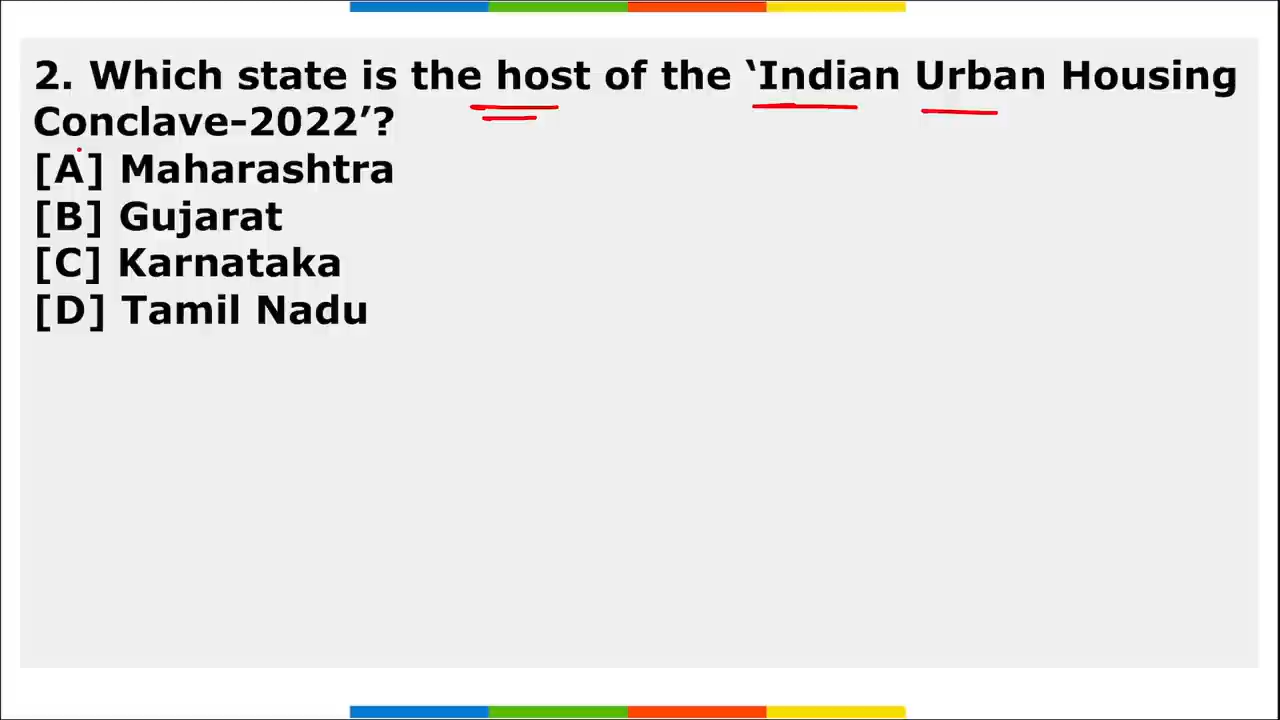 2. Which state is the host of the ‘Indian Urban Housing
Conclave-2022’?
[A] Maharashtra
[B] Gujarat
[C] Karnataka
[D] Tamil Nadu